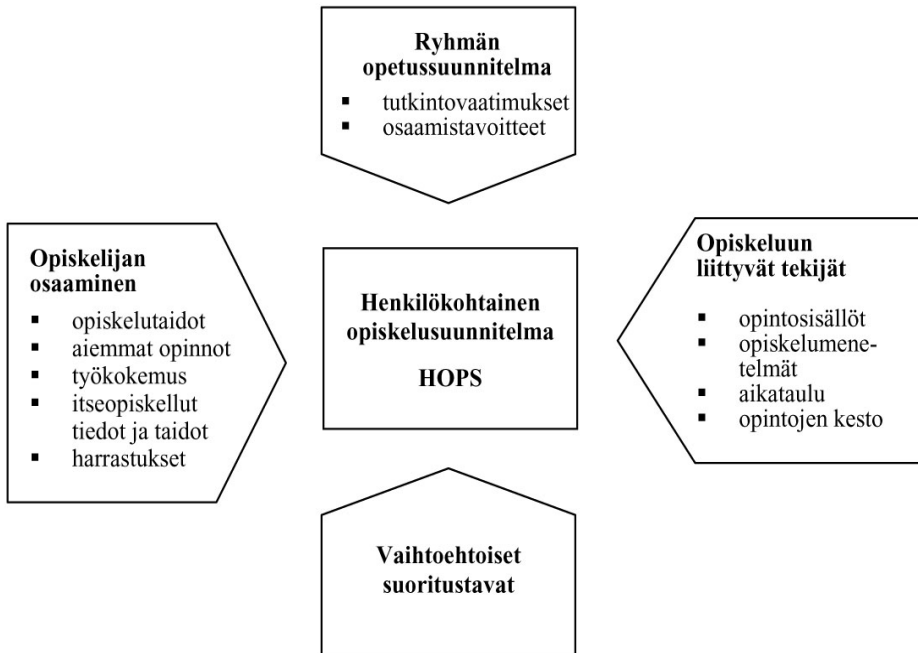 Ryhmän
opetussuunnitelma
▪ tutkintovaatimukset
▪ osaamistavoitteet
Opiskelijan
osaaminen
▪ opiskelutaidot
▪ aiemmat opinnot
▪ työkokemus
▪ itseopiskellut
tiedot ja taidot
▪ harrastukset
Henkilökohtainen
opiskelusuunnitelma
HOPS
Opiskeluun
liittyvät tekijät
▪ opintosisällöt
▪ opiskelumene-
telmät
▪ aikataulu
▪ opintojen kesto
Vaihtoehtoiset
suoritustavat